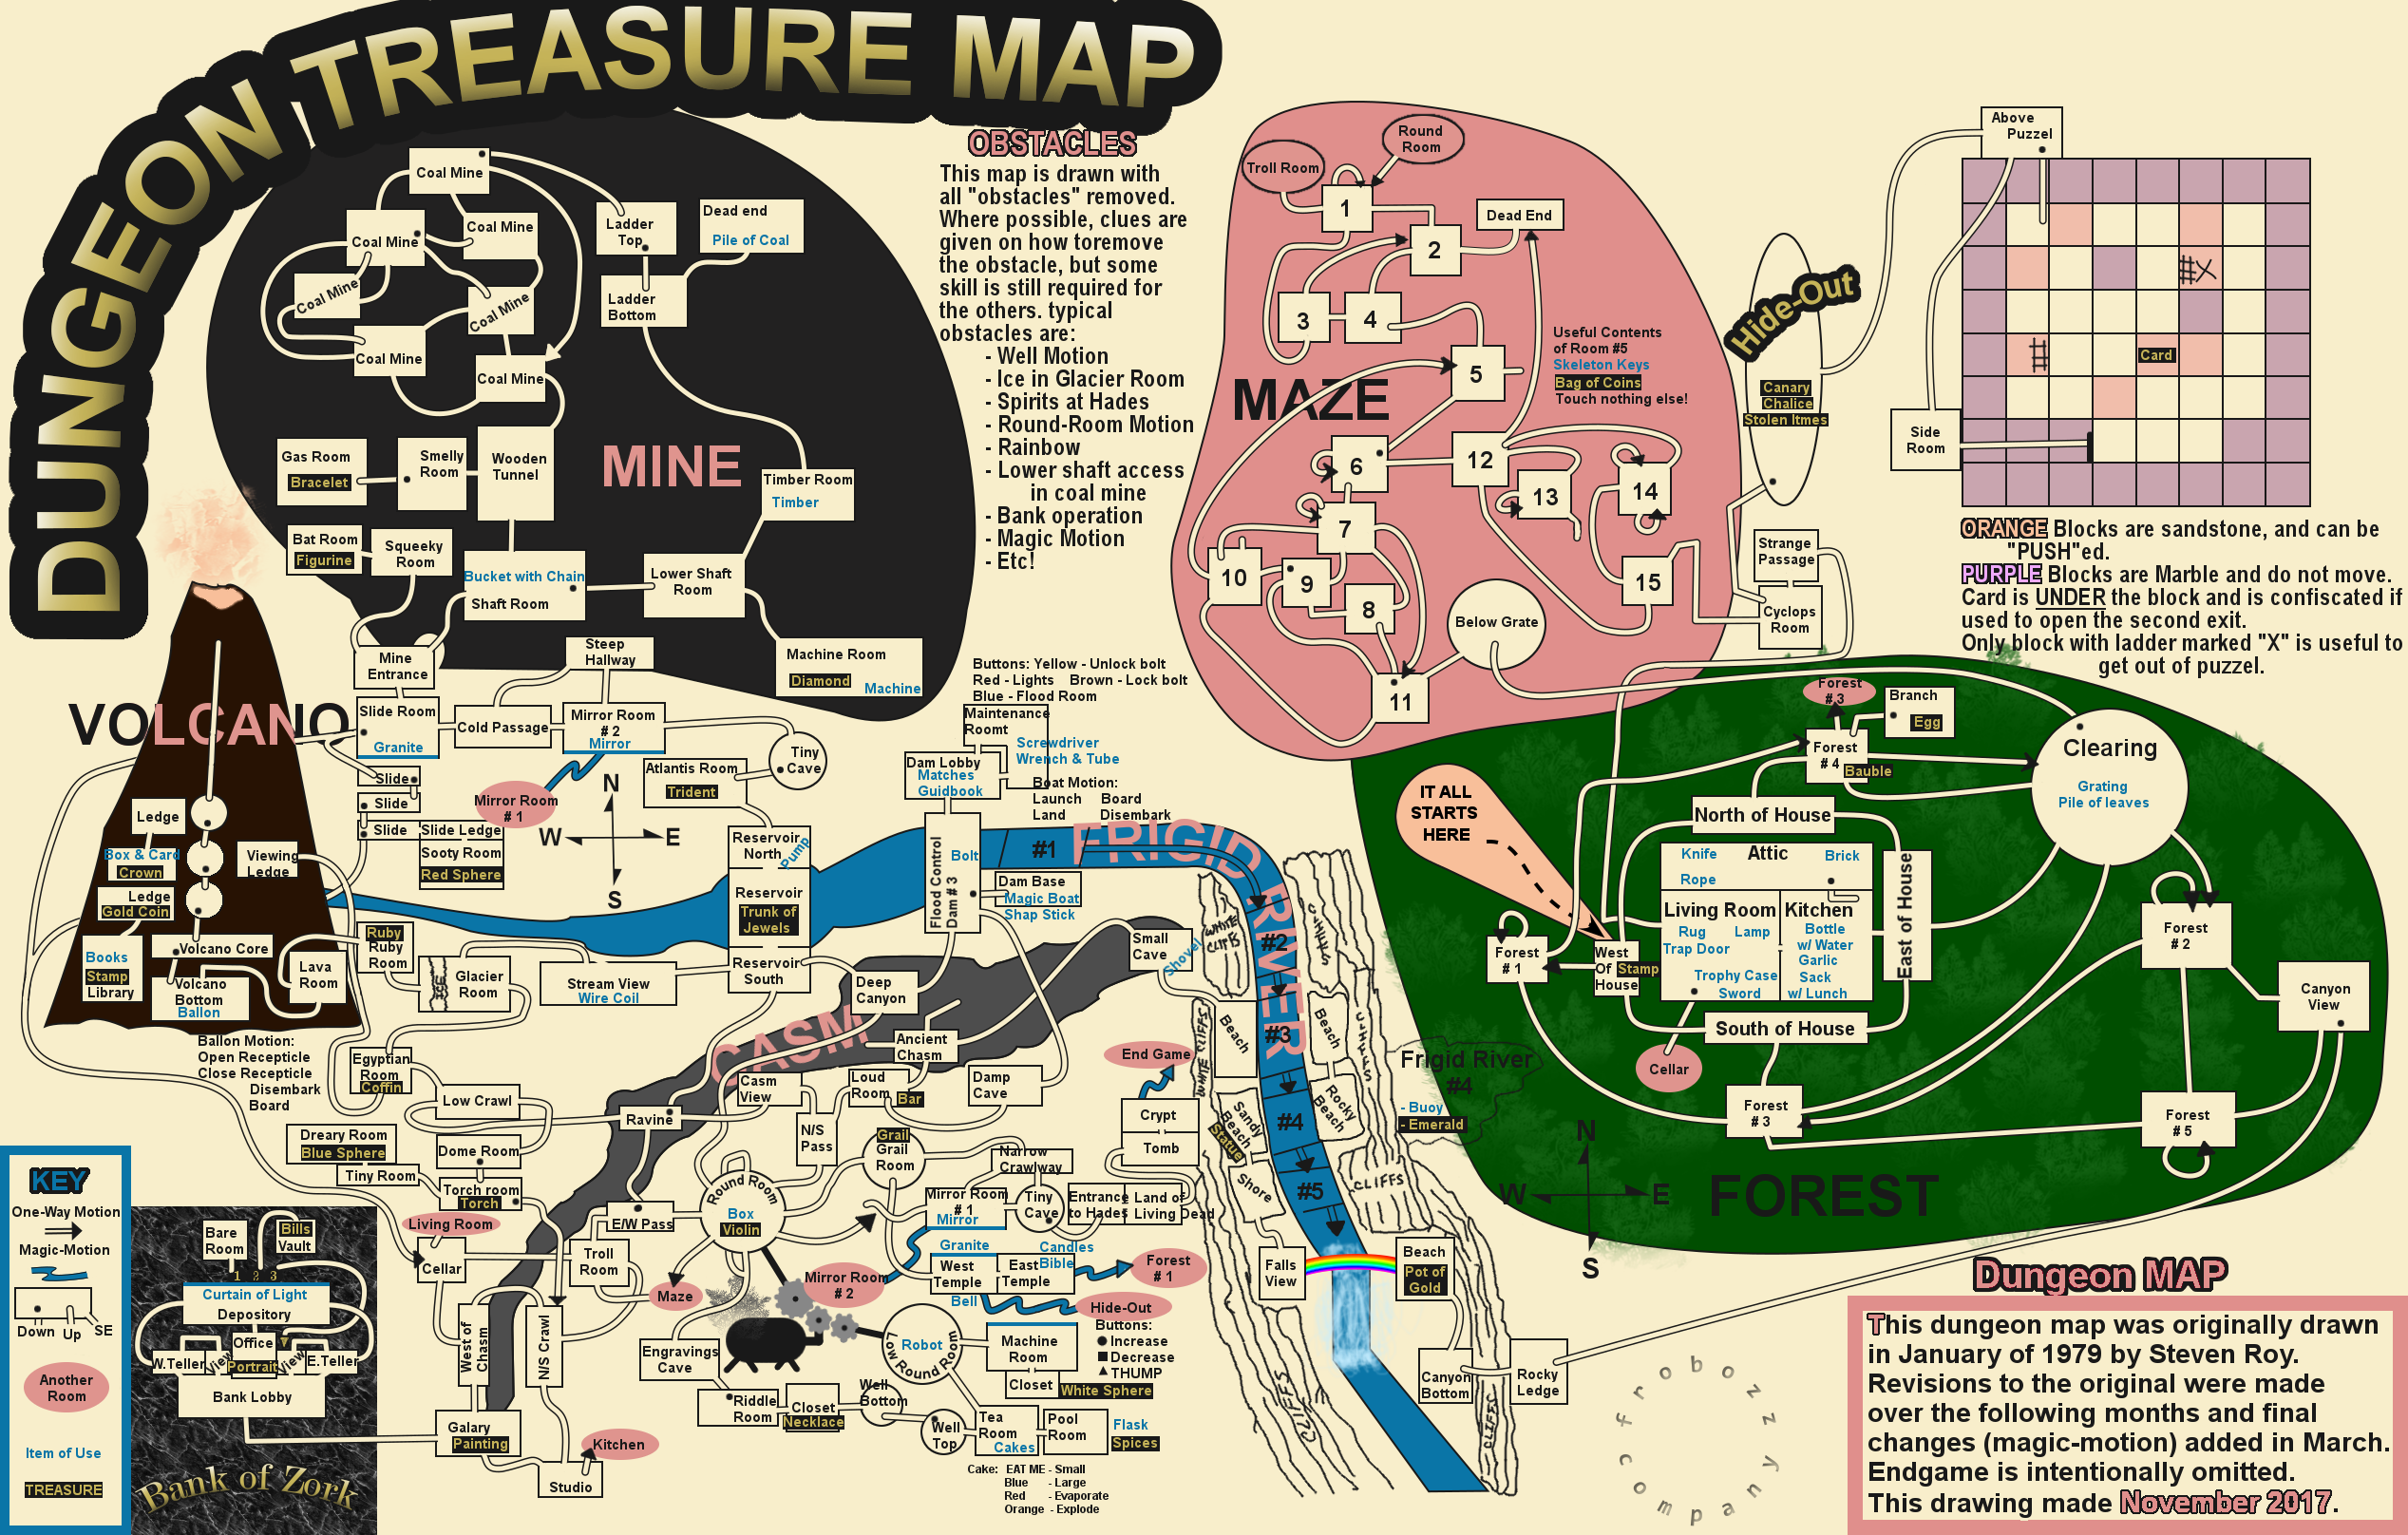 DUNGEON TREASURE MAP
OBSTACLES
This map is drawn with
all "obstacles" removed.
Where possible, clues are
given on how toremove
the obstacle, but some
skill is still required for
the others. typical
obstacles are:
- Well Motion
- Ice in Glacier Room
- Spirits at Hades
- Round-Room Motion
- Rainbow
- Lower shaft access
in coal mine
- Bank operation
- Magic Motion
- Etc!
Coal Mine
Coal Mine
Coal Mine
Coal Mine
Coal Mine
Coal Mine
Coal Mine
Ladder
Top
Dead end
Pile of Coal
Ladder
Bottom
MINE
Gas Room
Bracelet
Smelly
Room
Wooden
Tunnel
Timber Room
Timber
Bat Room
Figurine
Squeeky
Room
Bucket with Chain
Shaft Room
Lower Shaft
Room
Machine Room
Diamond
Machine
Mine
Entrance
Steep
Hallway
MAZE
Troll Room
Round
Room
1
2
Dead End
3
4
5
Useful Contents
of Room #5
Skeleton Keys
Bag of Coins
Touch nothing else!
6
12
13
14
7
10
9
8
15
Below Grate
11
Hide-Out
Canary
Chalice
Stolen Itmes
Strange
Passage
Cyclops
Room
Above
Puzzel
Side
Room
Card
X
ORANGE Blocks are sandstone, and can be
"PUSH"ed.
PURPLE Blocks are Marble and do not move.
Card is UNDER the block and is confiscated if
used to open the second exit.
Only block with ladder marked "X" is useful to
get out of puzzel.
VOLCANO
Slide Room
Granite
Cold Passage
Mirror Room
# 2
Mirror
Tiny
Cave
Slide
Slide
Slide
Slide Ledge
Sooty Room
Red Sphere
Mirror Room
# 1
Atlantis Room
Trident
N
W
E
S
Buttons: Yellow - Unlock bolt
Red - Lights Brown - Lock bolt
Blue - Flood Room
Maintenance
Roomt
Screwdriver
Wrench & Tube
Dam Lobby
Matches
Guidbook
Boat Motion:
Launch Board
Land Disembark
Ledge
Box & Card
Crown
Viewing
Ledge
Ledge
Gold Coin
Books
Stamp
Library
Volcano Core
Volcano
Bottom
Ballon
Lava
Room
Ballon Motion:
Open Recepticle
Close Recepticle
Disembark
Board
Reservoir
North
Pump
Reservoir
Trunk of
Jewels
Reservoir
South
Flood Control
Dam # 3
Bolt
Dam Base
Magic Boat
Shap Stick
FRIGID RIVER
#1
#2
#3
#4
#5
Ruby
Ruby
Room
ICE
Glacier
Room
Stream View
Wire Coil
Deep
Canyon
Small
Cave
Shovel
WHITE
CLIFFS
WHITE CLIFFS
Beach
Beach
Sandy
Beach
Statue
Rocky
Beach
Shore
CLIFFS
CLIFFS
CLIFFS
Frigid River
#4
- Buoy
- Emerald
CASM
Ancient
Chasm
Egyptian
Room
Coffin
Low Crawl
Ravine
Casm
View
Loud
Room
Bar
Damp
Cave
N/S
Pass
Grail
Grail
Room
End Game
Crypt
Tomb
Narrow
Crawlway
Dreary Room
Blue Sphere
Tiny Room
Dome Room
Torch room
Torch
Living Room
Cellar
E/W Pass
Troll
Room
Round Room
Box
Violin
Mirror Room
# 1
Mirror
Tiny
Cave
Entrance
to Hades
Land of
Living Dead
Granite
West
Temple
Bell
East
Temple
Candles
Bible
Forest
# 1
Hide-Out
Mirror Room
# 2
Maze
Falls
View
Beach
Pot of
Gold
Canyon
Bottom
Rocky
Ledge
West of
Chasm
N/S Crawl
Engravings
Cave
Riddle
Room
Closet
Necklace
Well
Bottom
Well
Top
Tea
Room
Cakes
Pool
Room
Flask
Spices
Robot
Low Round Room
Machine
Room
Closet
White Sphere
Buttons:
Increase
Decrease
THUMP
Galary
Painting
Studio
Kitchen
Cake: EAT ME - Small
Blue - Large
Red - Evaporate
Orange - Explode
KEY
One-Way Motion
Magic-Motion
Down Up SE
Another
Room
Item of Use
TREASURE
Bare
Room
Bills
Vault
1 2 3
Curtain of Light
Depository
Office
Portrait
W.Teller
View
View
E.Teller
Bank Lobby
Bank of Zork
IT ALL
STARTS
HERE
Forest
# 3
Branch
Egg
Forest
# 4
Bauble
Clearing
Grating
Pile of leaves
North of House
Knife
Attic
Brick
Rope
Living Room
Rug Lamp
Trap Door
Trophy Case
Sword
Kitchen
Bottle
w/ Water
Garlic
Sack
w/ Lunch
East of House
West
Of
House
Stamp
South of House
Forest
# 1
Forest
# 2
Canyon
View
Cellar
Forest
# 3
Forest
# 5
N
W
E
S
FOREST
frobozz company
Dungeon MAP
This dungeon map was originally drawn
in January of 1979 by Steven Roy.
Revisions to the original were made
over the following months and final
changes (magic-motion) added in March.
Endgame is intentionally omitted.
This drawing made November 2017.